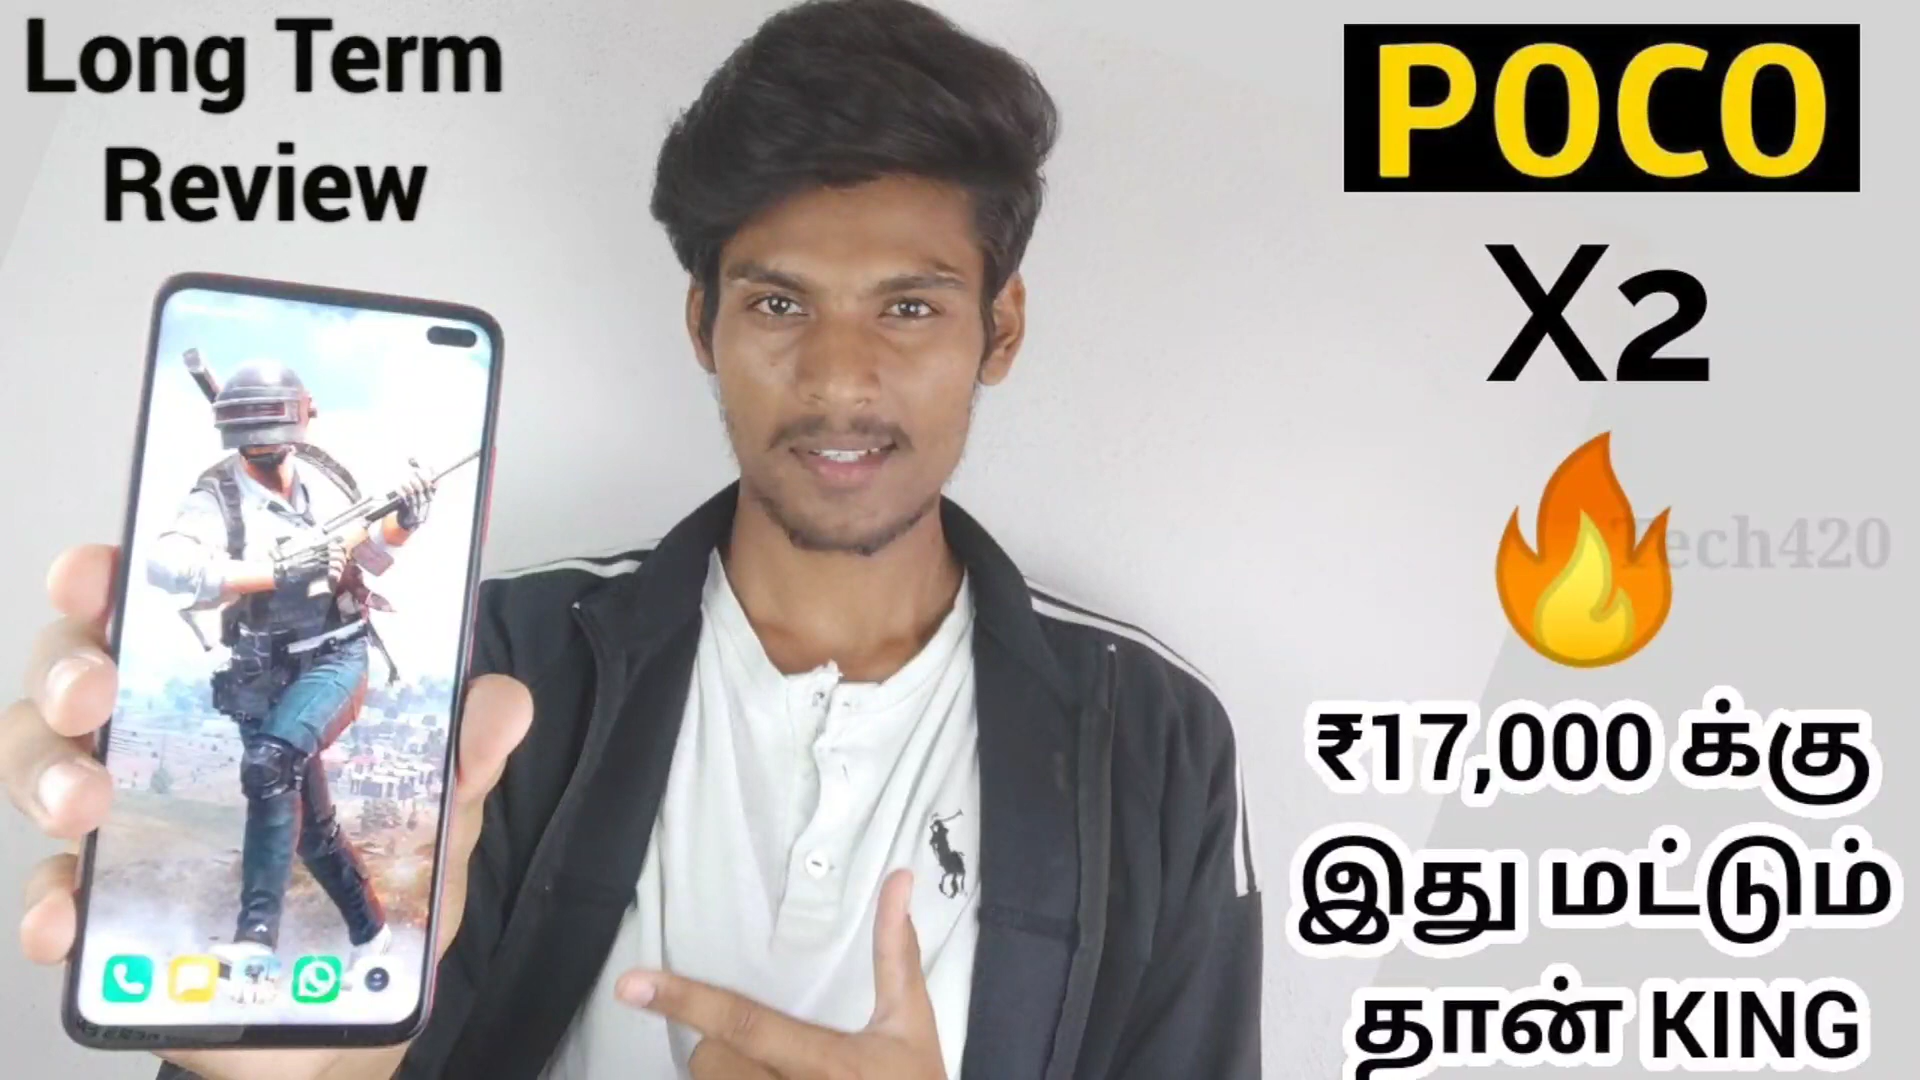 Long Term
Review
POCO
X2
Tech420
₹17,000 க்கு
இது மட்டும்
தான் KING